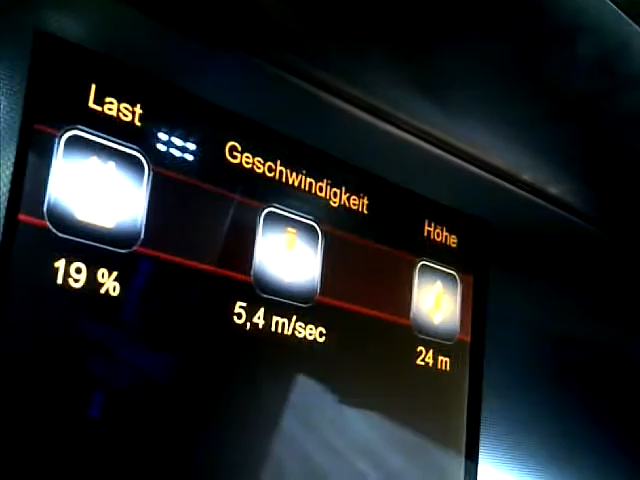 Last
Geschwindigkeit
Höhe
19 %
5,4 m/sec
24 m